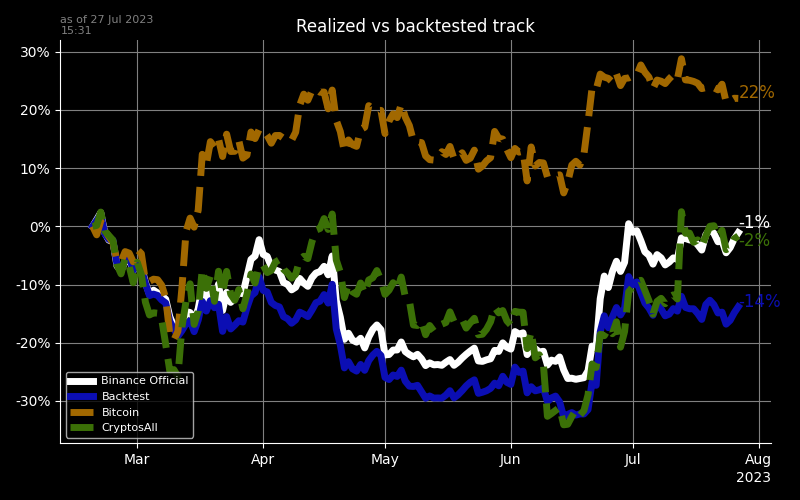 as of 27 Jul 2023
15:31
Realized vs backtested track
30%
20%
10%
0%
-10%
-20%
-30%
22%
-1%
-2%
-14%
Binance Official
Backtest
Bitcoin
CryptosAll
Mar
Apr
May
Jun
Jul
Aug
2023